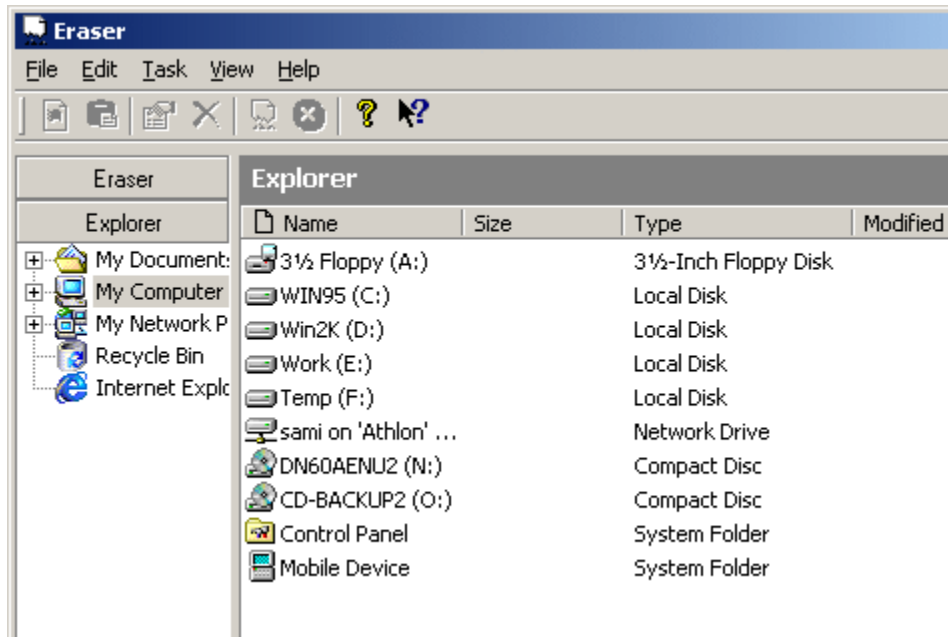 Eraser
File Edit Task View Help
Eraser
Explorer
My Document
My Computer
My Network P
Recycle Bin
Internet Explo
Explorer
Name Size Type Modified
3½ Floppy (A:) 3½-Inch Floppy Disk
WIN95 (C:) Local Disk
Win2K (D:) Local Disk
Work (E:) Local Disk
Temp (F:) Local Disk
sami on 'Athlon' ... Network Drive
DN60AENU2 (N:) Compact Disc
CD-BACKUP2 (O:) Compact Disc
Control Panel System Folder
Mobile Device System Folder